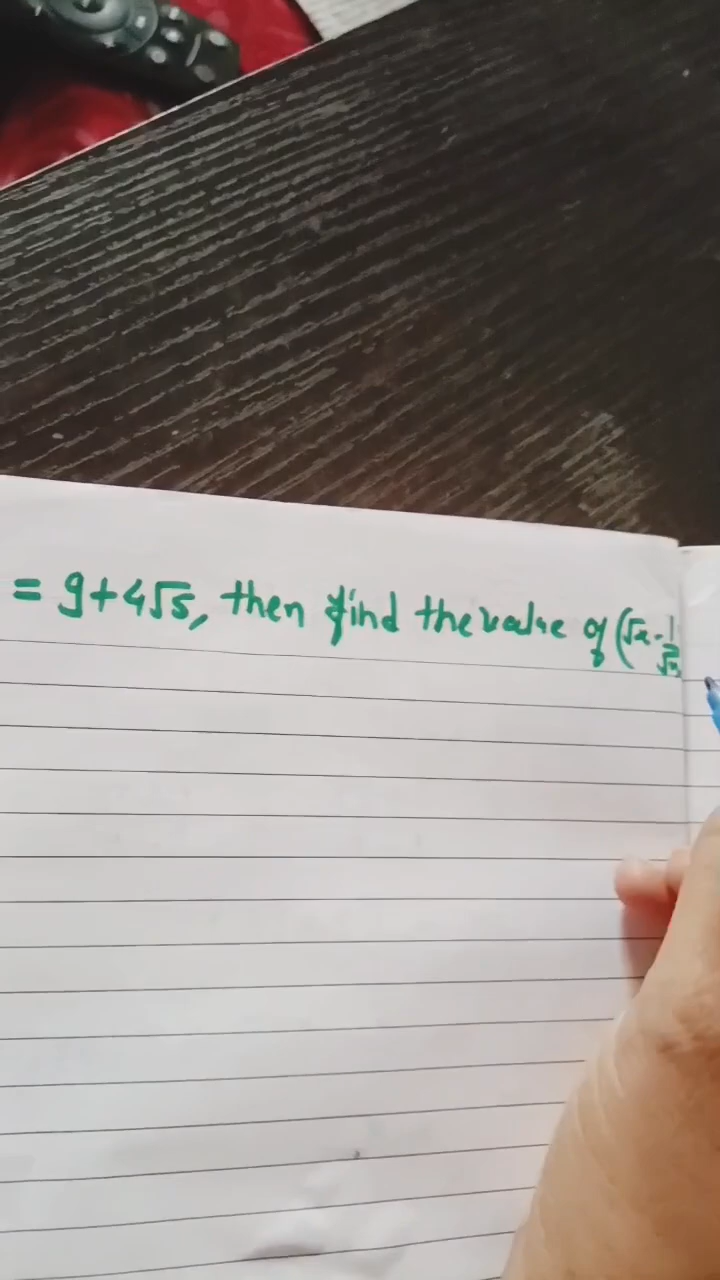 = 9+4√5, then find the value of (√x - 1/√x